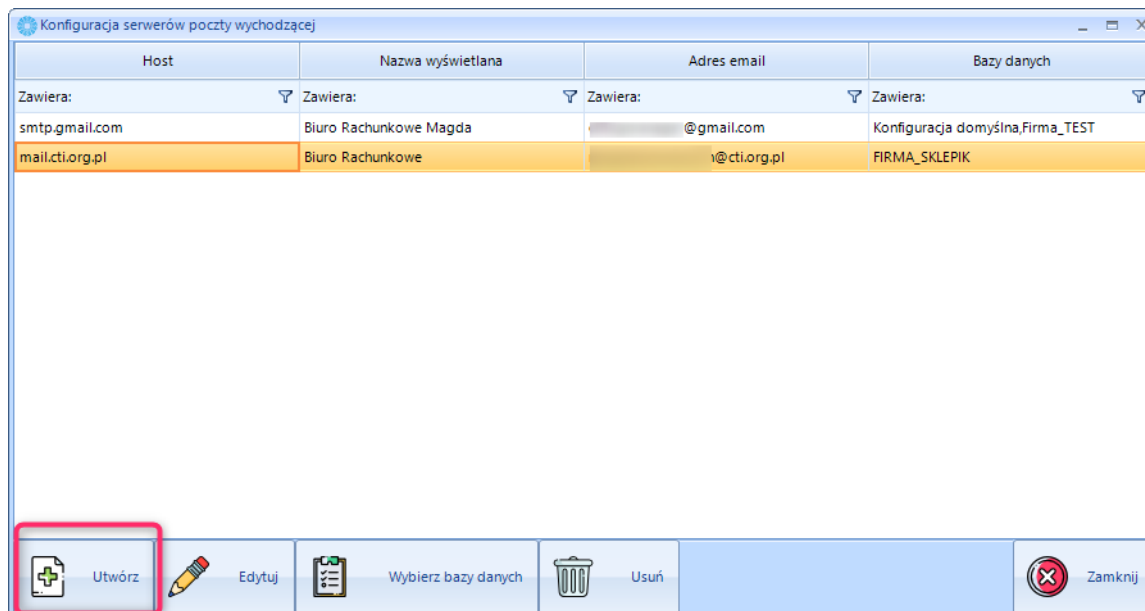 Konfiguracja serwerów poczty wychodzącej
Host Nazwa wyświetlana Adres email Bazy danych
Zawiera: Zawiera: Zawiera: Zawiera:
smtp.gmail.com Biuro Rachunkowe Magda @gmail.com Konfiguracja domyślna,Firma_TEST
mail.cti.org.pl Biuro Rachunkowe @cti.org.pl FIRMA_SKLEPIK
Utwórz Edytuj Wybierz bazy danych Usuń Zamknij